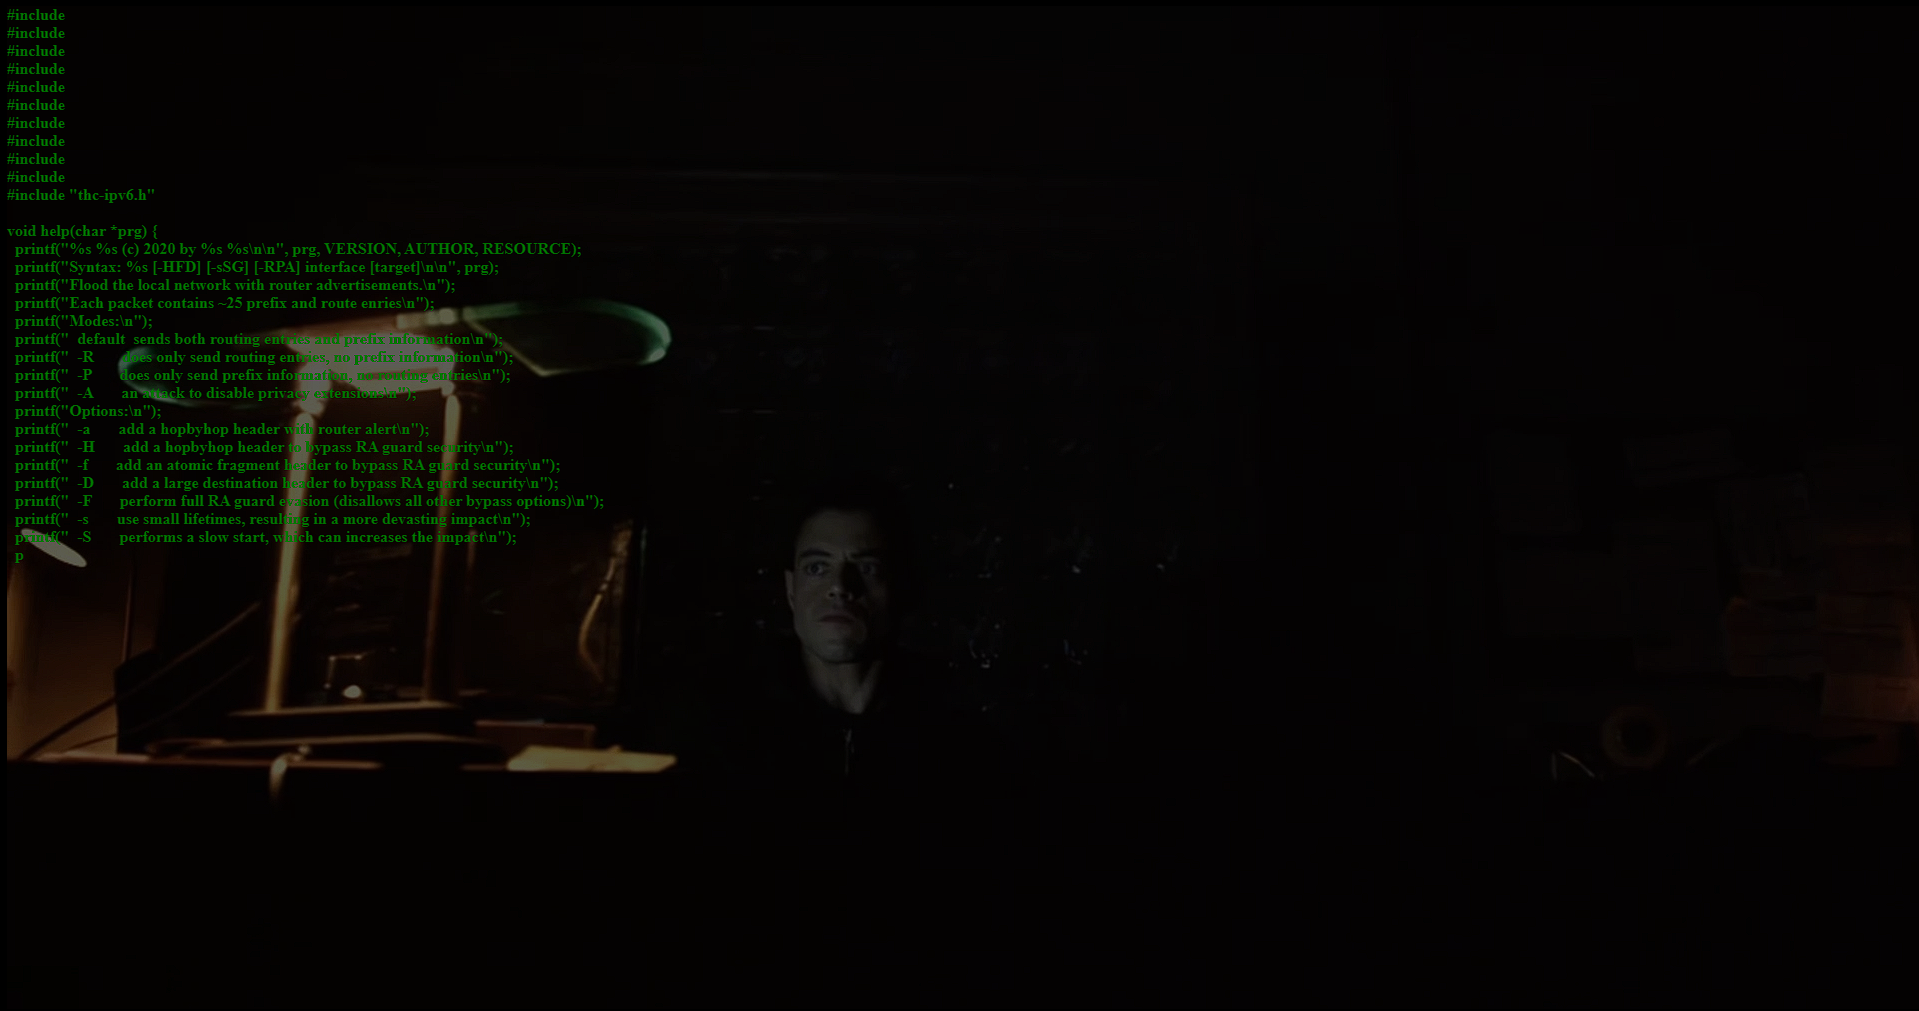 #include
#include
#include
#include
#include
#include
#include
#include
#include
#include
#include "thc-ipv6.h"

void help(char *prg) {
  printf("%s %s (c) 2020 by %s %s\n\n", prg, VERSION, AUTHOR, RESOURCE);
  printf("Syntax: %s [-HFD] [-sSG] [-RPA] interface [target]\n\n", prg);
  printf("Flood the local network with router advertisements.\n");
  printf("Each packet contains ~25 prefix and route enries\n");
  printf("Modes:\n");
  printf("  default  sends both routing entries and prefix information\n");
  printf("  -R       does only send routing entries, no prefix information\n");
  printf("  -P       does only send prefix information, no routing entries\n");
  printf("  -A       an attack to disable privacy extensions\n");
  printf("Options:\n");
  printf("  -a       add a hopbyhop header with router alert\n");
  printf("  -H       add a hopbyhop header to bypass RA guard security\n");
  printf("  -f       add an atomic fragment header to bypass RA guard security\n");
  printf("  -D       add a large destination header to bypass RA guard security\n");
  printf("  -F       perform full RA guard evasion (disallows all other bypass options)\n");
  printf("  -s       use small lifetimes, resulting in a more devasting impact\n");
  printf("  -S       performs a slow start, which can increases the impact\n");
  p